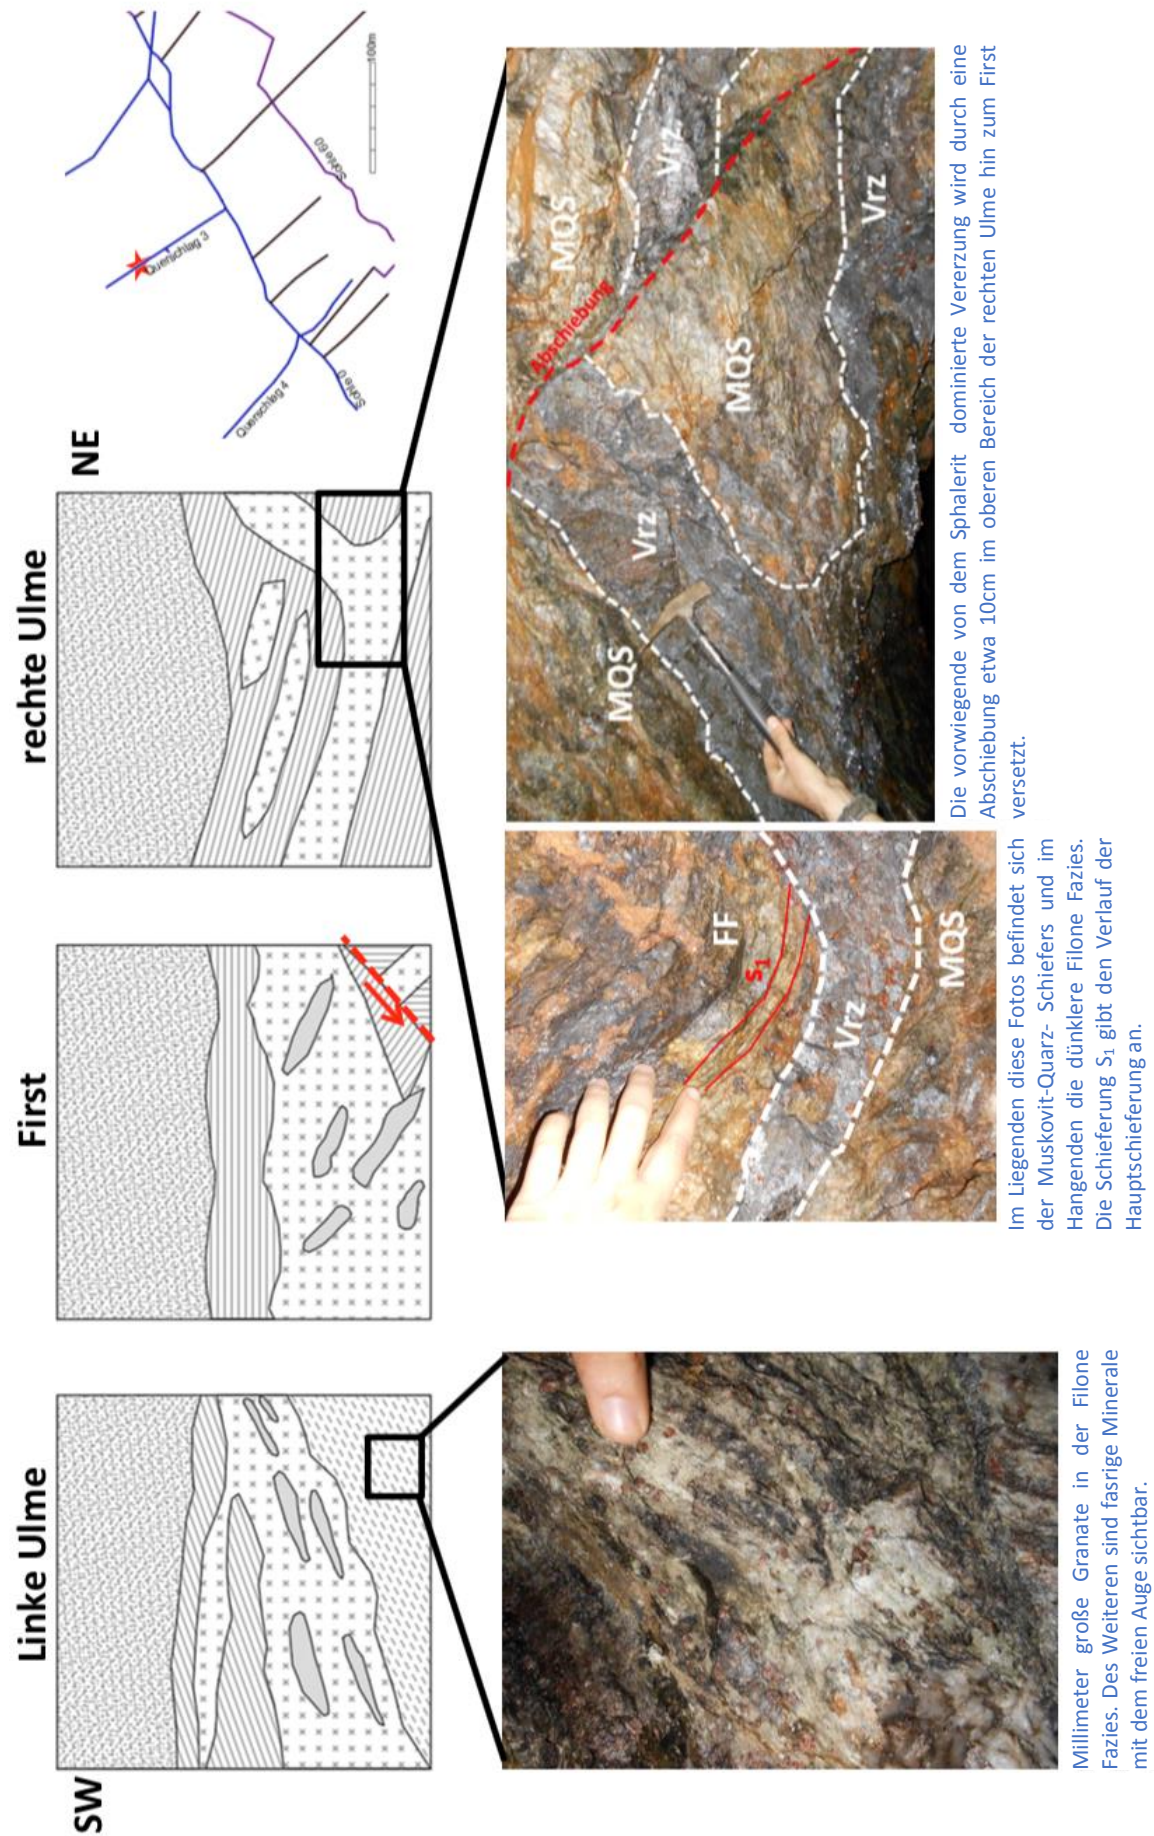 SW
Linke Ulme
First
rechte Ulme
NE
Querschlag 4
Sohle 0
Querschlag 3
Sohle 60
100m
Millimeter große Granate in der Filone
Fazies. Des Weiteren sind fasrige Minerale
mit dem freien Auge sichtbar.
FF
S1
Vrz
MQS
Im Liegenden diese Fotos befindet sich
der Muskovit-Quarz- Schiefers und im
Hangenden die dünklere Filone Fazies.
Die Schieferung S₁ gibt den Verlauf der
Hauptschieferung an.
MQS
Vrz
Abschiebung
MQS
MQS
Vrz
Vrz
Die vorwiegende von dem Sphalerit dominierte Vererzung wird durch eine
Abschiebung etwa 10cm im oberen Bereich der rechten Ulme hin zum First
versetzt.